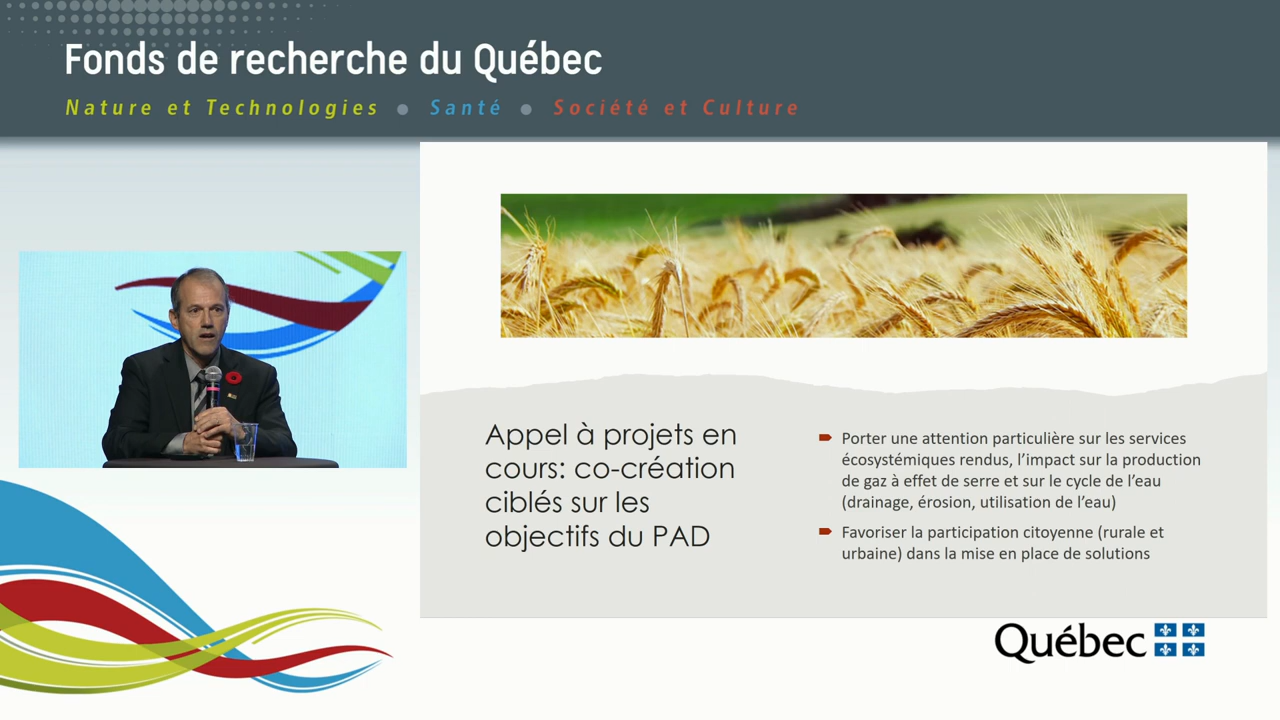 Fonds de recherche du Québec
Nature et Technologies ● Santé ● Société et Culture
Appel à projets en
cours: co-création
ciblés sur les
objectifs du PAD
Porter une attention particulière sur les services
écosystémiques rendus, l’impact sur la production
de gaz à effet de serre et sur le cycle de l’eau
(drainage, érosion, utilisation de l’eau)
Favoriser la participation citoyenne (rurale et
urbaine) dans la mise en place de solutions
Québec